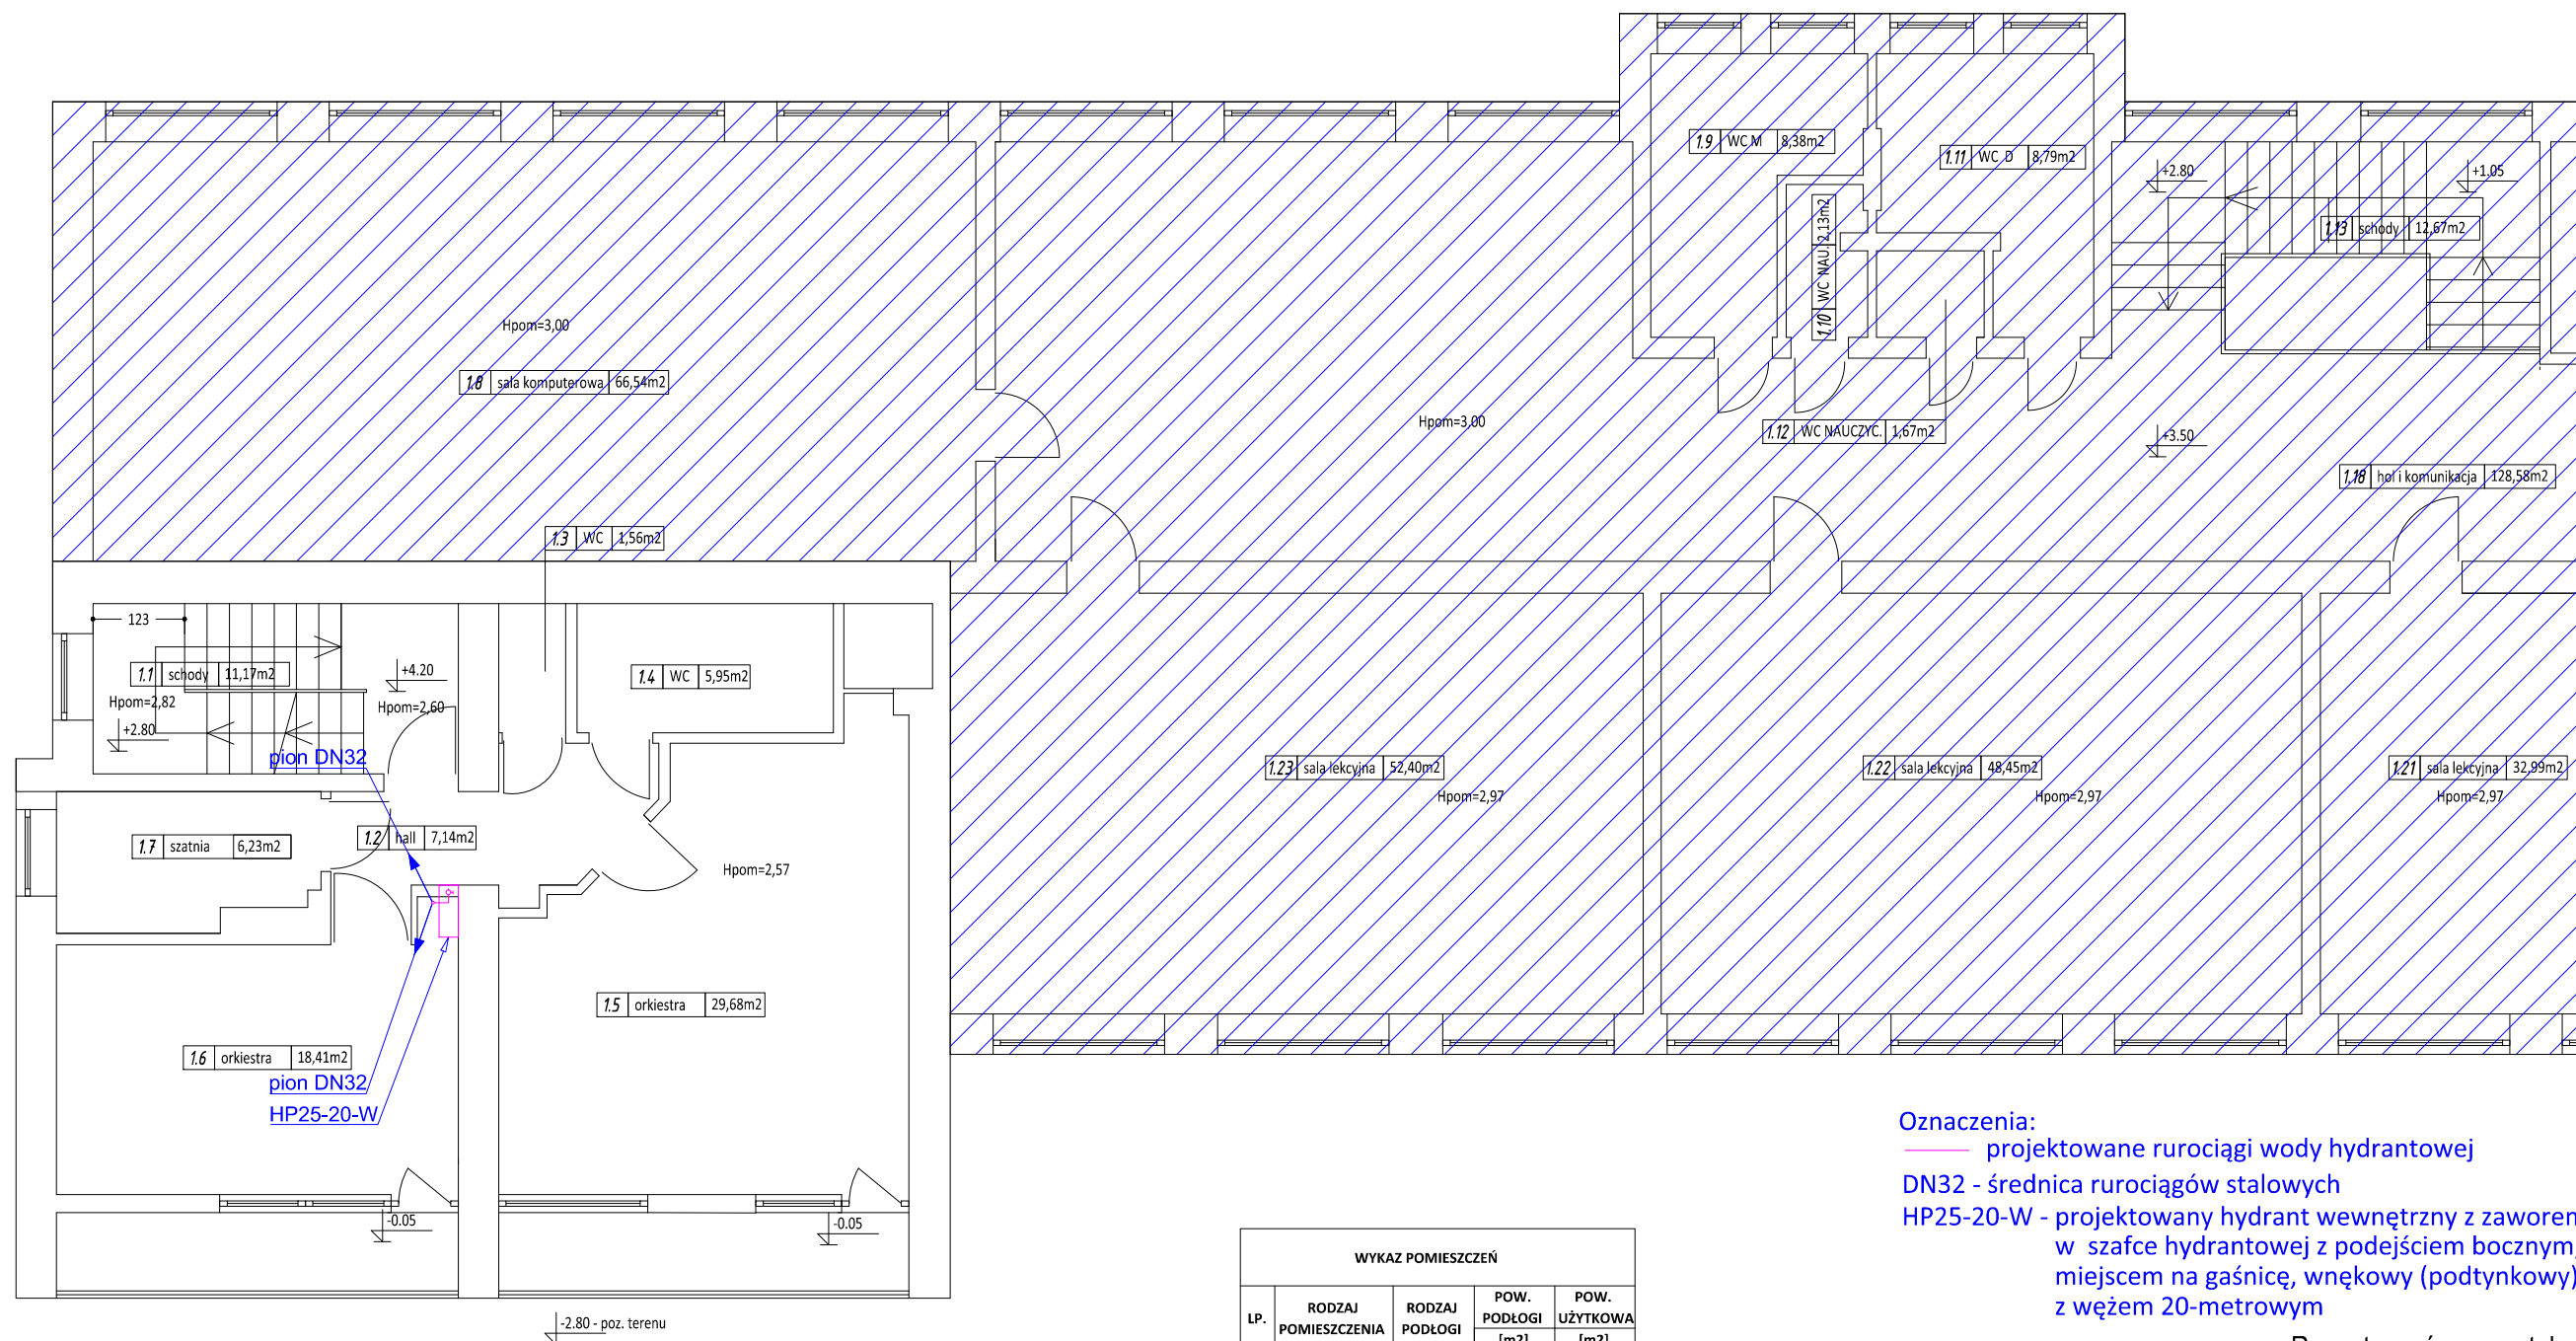 1.9 WC M 8,38m2
1.11 WC D 8,79m2
+2.80
+1.05
1.10 WC NAU. 2,13m2
1.13 schody 12,67m2
Hpom=3,00
1.8 sala komputerowa 66,54m2
Hpom=3,00
1.12 WC NAUCZYC. 1,67m2
+3.50
1.18 hol i komunikacja 128,58m2
1.3 WC 1,56m2
123
1.1 schody 11,17m2
+4.20
1.4 WC 5,95m2
Hpom=2,82
Hpom=2,60
+2.80
pion DN32
1.23 sala lekcyjna 52,40m2
Hpom=2,97
1.22 sala lekcyjna 48,45m2
Hpom=2,97
1.21 sala lekcyjna 32,99m2
Hpom=2,97
1.7 szatnia 6,23m2
1.2 hall 7,14m2
Hpom=2,57
1.5 orkiestra 29,68m2
1.6 orkiestra 18,41m2
pion DN32
HP25-20-W
-0.05
-0.05
-2.80 - poz. terenu
Oznaczenia:
projektowane rurociągi wody hydrantowej
DN32 - średnica rurociągów stalowych
HP25-20-W - projektowany hydrant wewnętrzny z zaworem
w szafce hydrantowej z podejściem bocznym,
miejscem na gaśnicę, wnękowy (podtynkowy)
z wężem 20-metrowym
WYKAZ POMIESZCZEŃ
LP.
RODZAJ
POMIESZCZENIA
RODZAJ
PODŁOGI
POW.
PODŁOGI
[m2]
POW.
UŻYTKOWA
[m2]